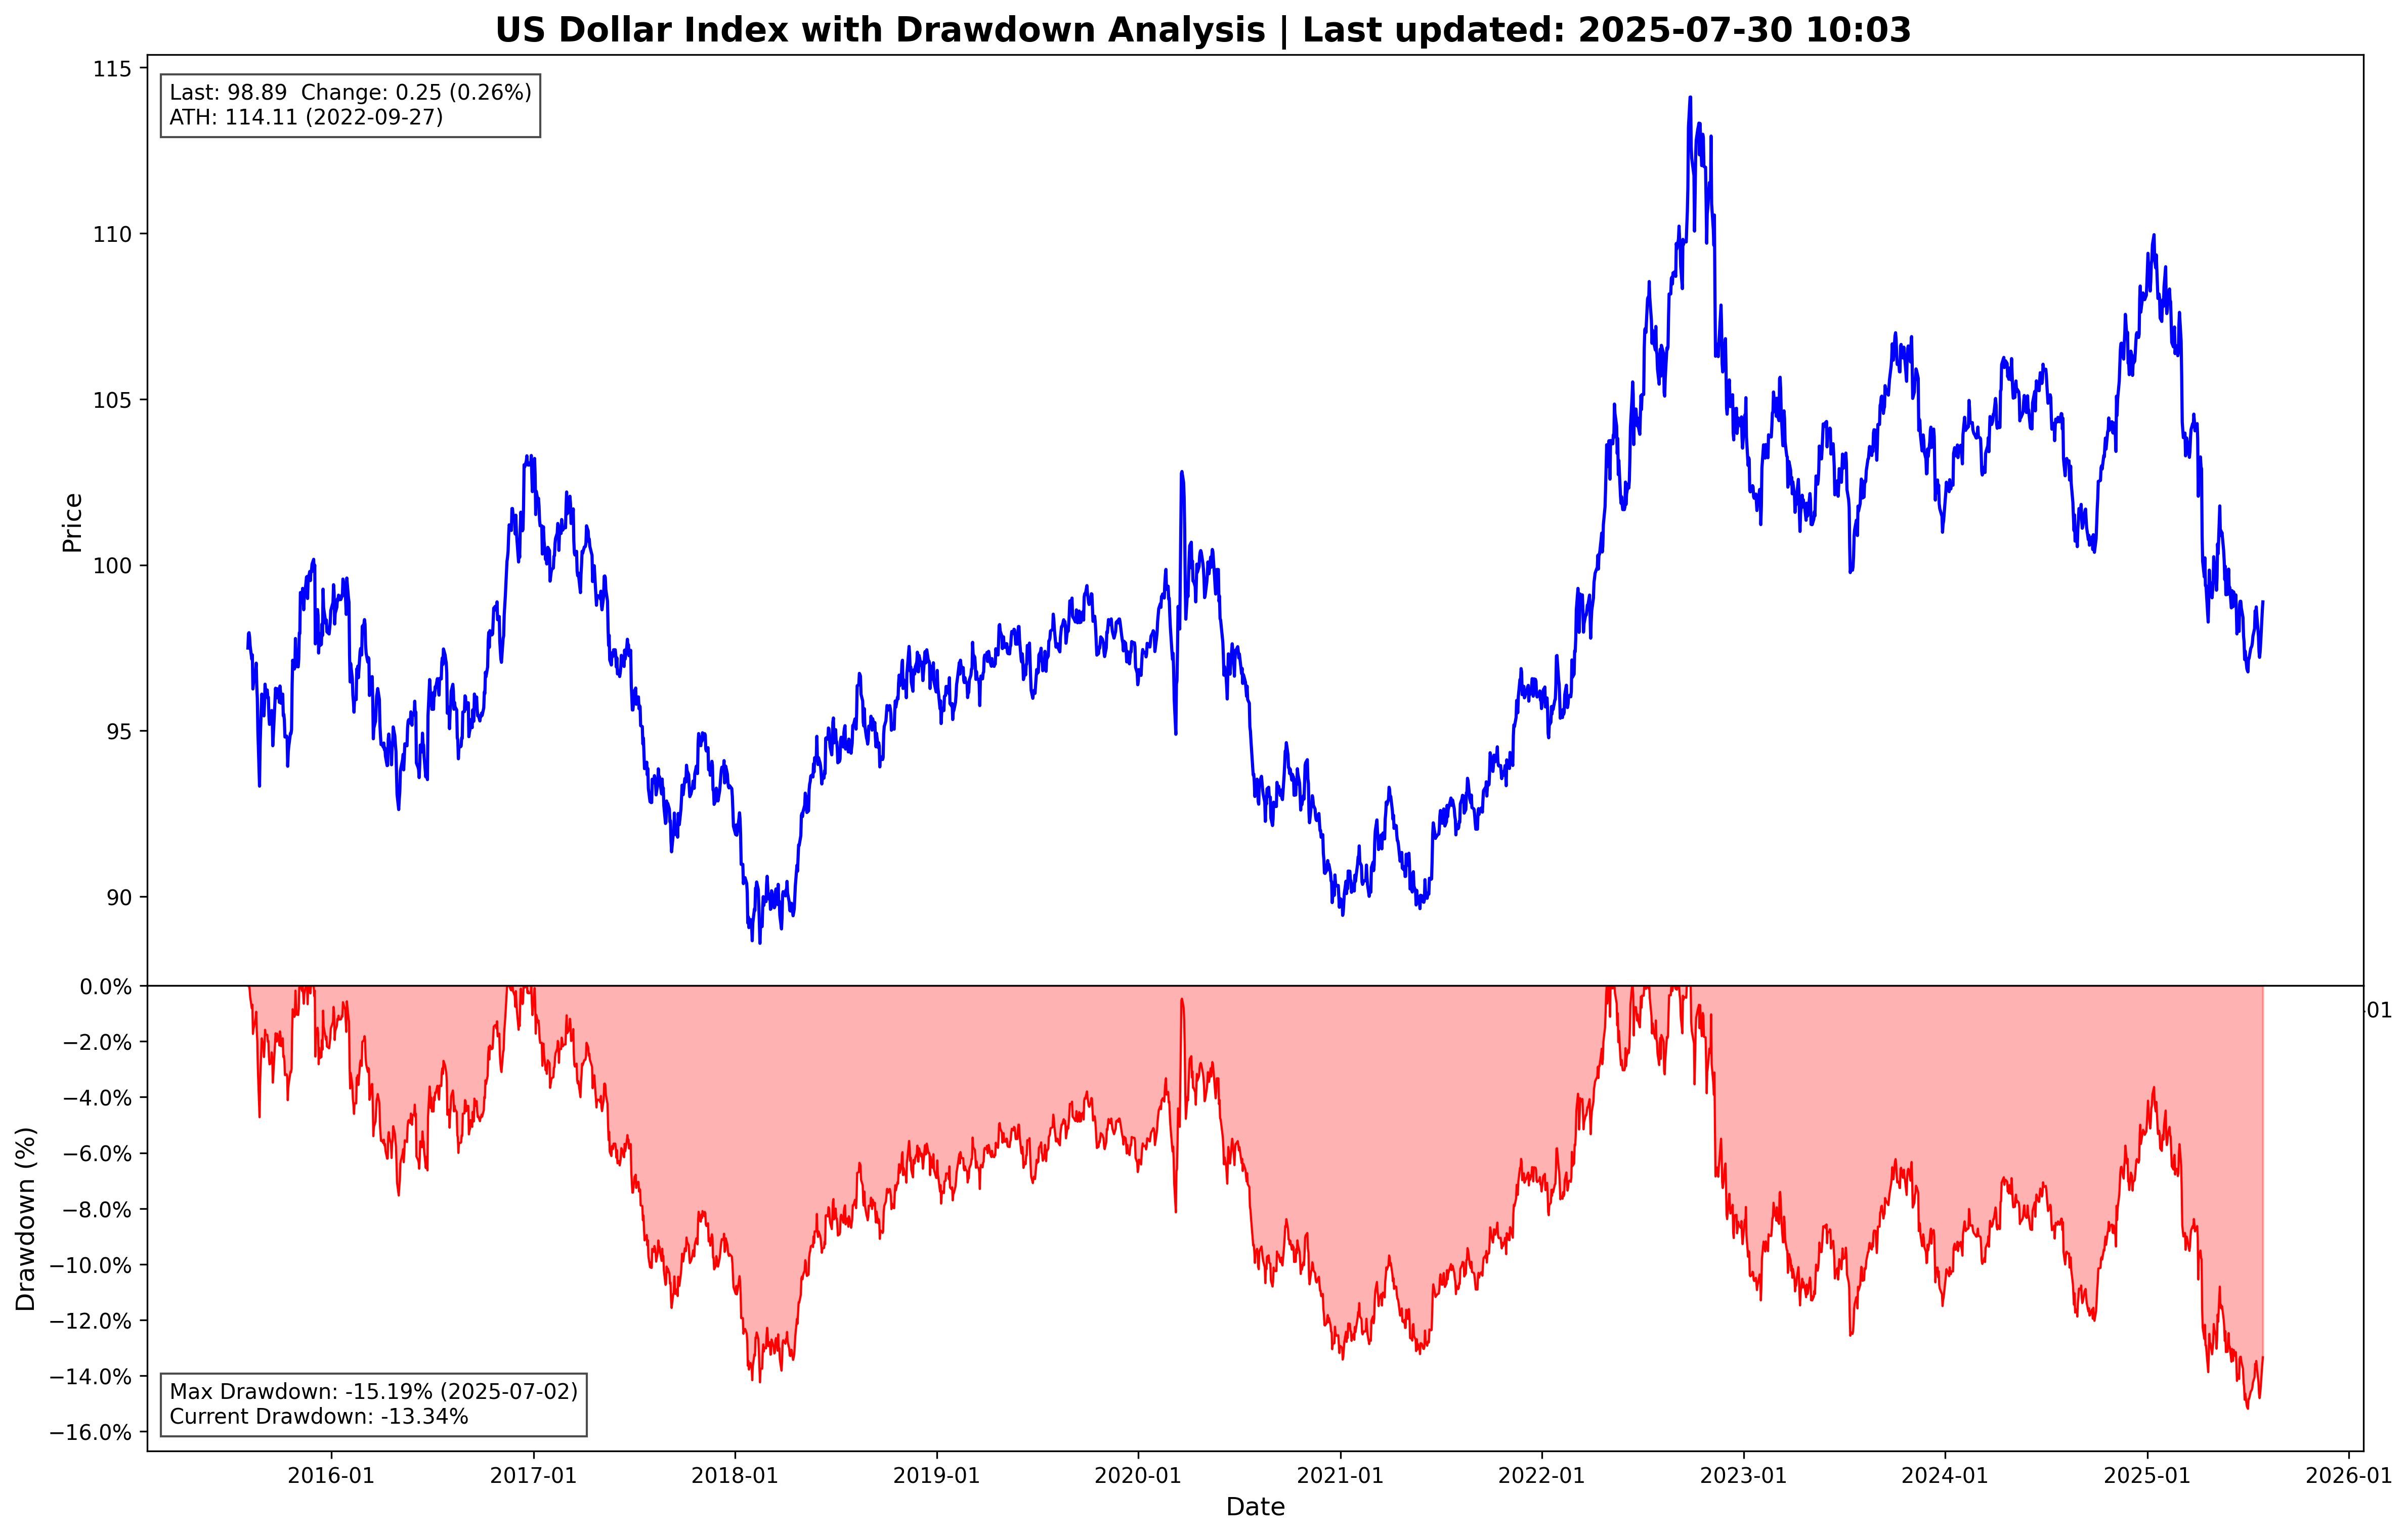 US Dollar Index with Drawdown Analysis | Last updated: 2025-07-30 10:03
Last: 98.89  Change: 0.25 (0.26%)
ATH: 114.11 (2022-09-27)
115
110
105
100
95
90
Price
0.0%
−2.0%
−4.0%
−6.0%
−8.0%
−10.0%
−12.0%
−14.0%
−16.0%
Drawdown (%)
-01
Max Drawdown: -15.19% (2025-07-02)
Current Drawdown: -13.34%
2016-01 2017-01 2018-01 2019-01 2020-01 2021-01 2022-01 2023-01 2024-01 2025-01 2026-01
Date